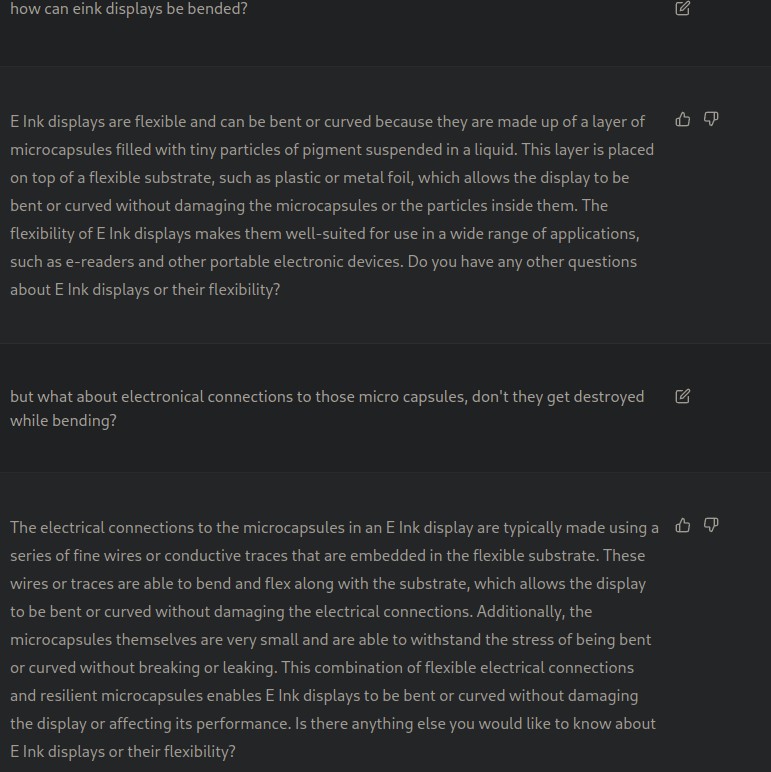 how can eink displays be bended?
E Ink displays are flexible and can be bent or curved because they are made up of a layer of
microcapsules filled with tiny particles of pigment suspended in a liquid. This layer is placed
on top of a flexible substrate, such as plastic or metal foil, which allows the display to be
bent or curved without damaging the microcapsules or the particles inside them. The
flexibility of E Ink displays makes them well-suited for use in a wide range of applications,
such as e-readers and other portable electronic devices. Do you have any other questions
about E Ink displays or their flexibility?
but what about electronical connections to those micro capsules, don't they get destroyed
while bending?
The electrical connections to the microcapsules in an E Ink display are typically made using a
series of fine wires or conductive traces that are embedded in the flexible substrate. These
wires or traces are able to bend and flex along with the substrate, which allows the display
to be bent or curved without damaging the electrical connections. Additionally, the
microcapsules themselves are very small and are able to withstand the stress of being bent
or curved without breaking or leaking. This combination of flexible electrical connections
and resilient microcapsules enables E Ink displays to be bent or curved without damaging
the display or affecting its performance. Is there anything else you would like to know about
E Ink displays or their flexibility?